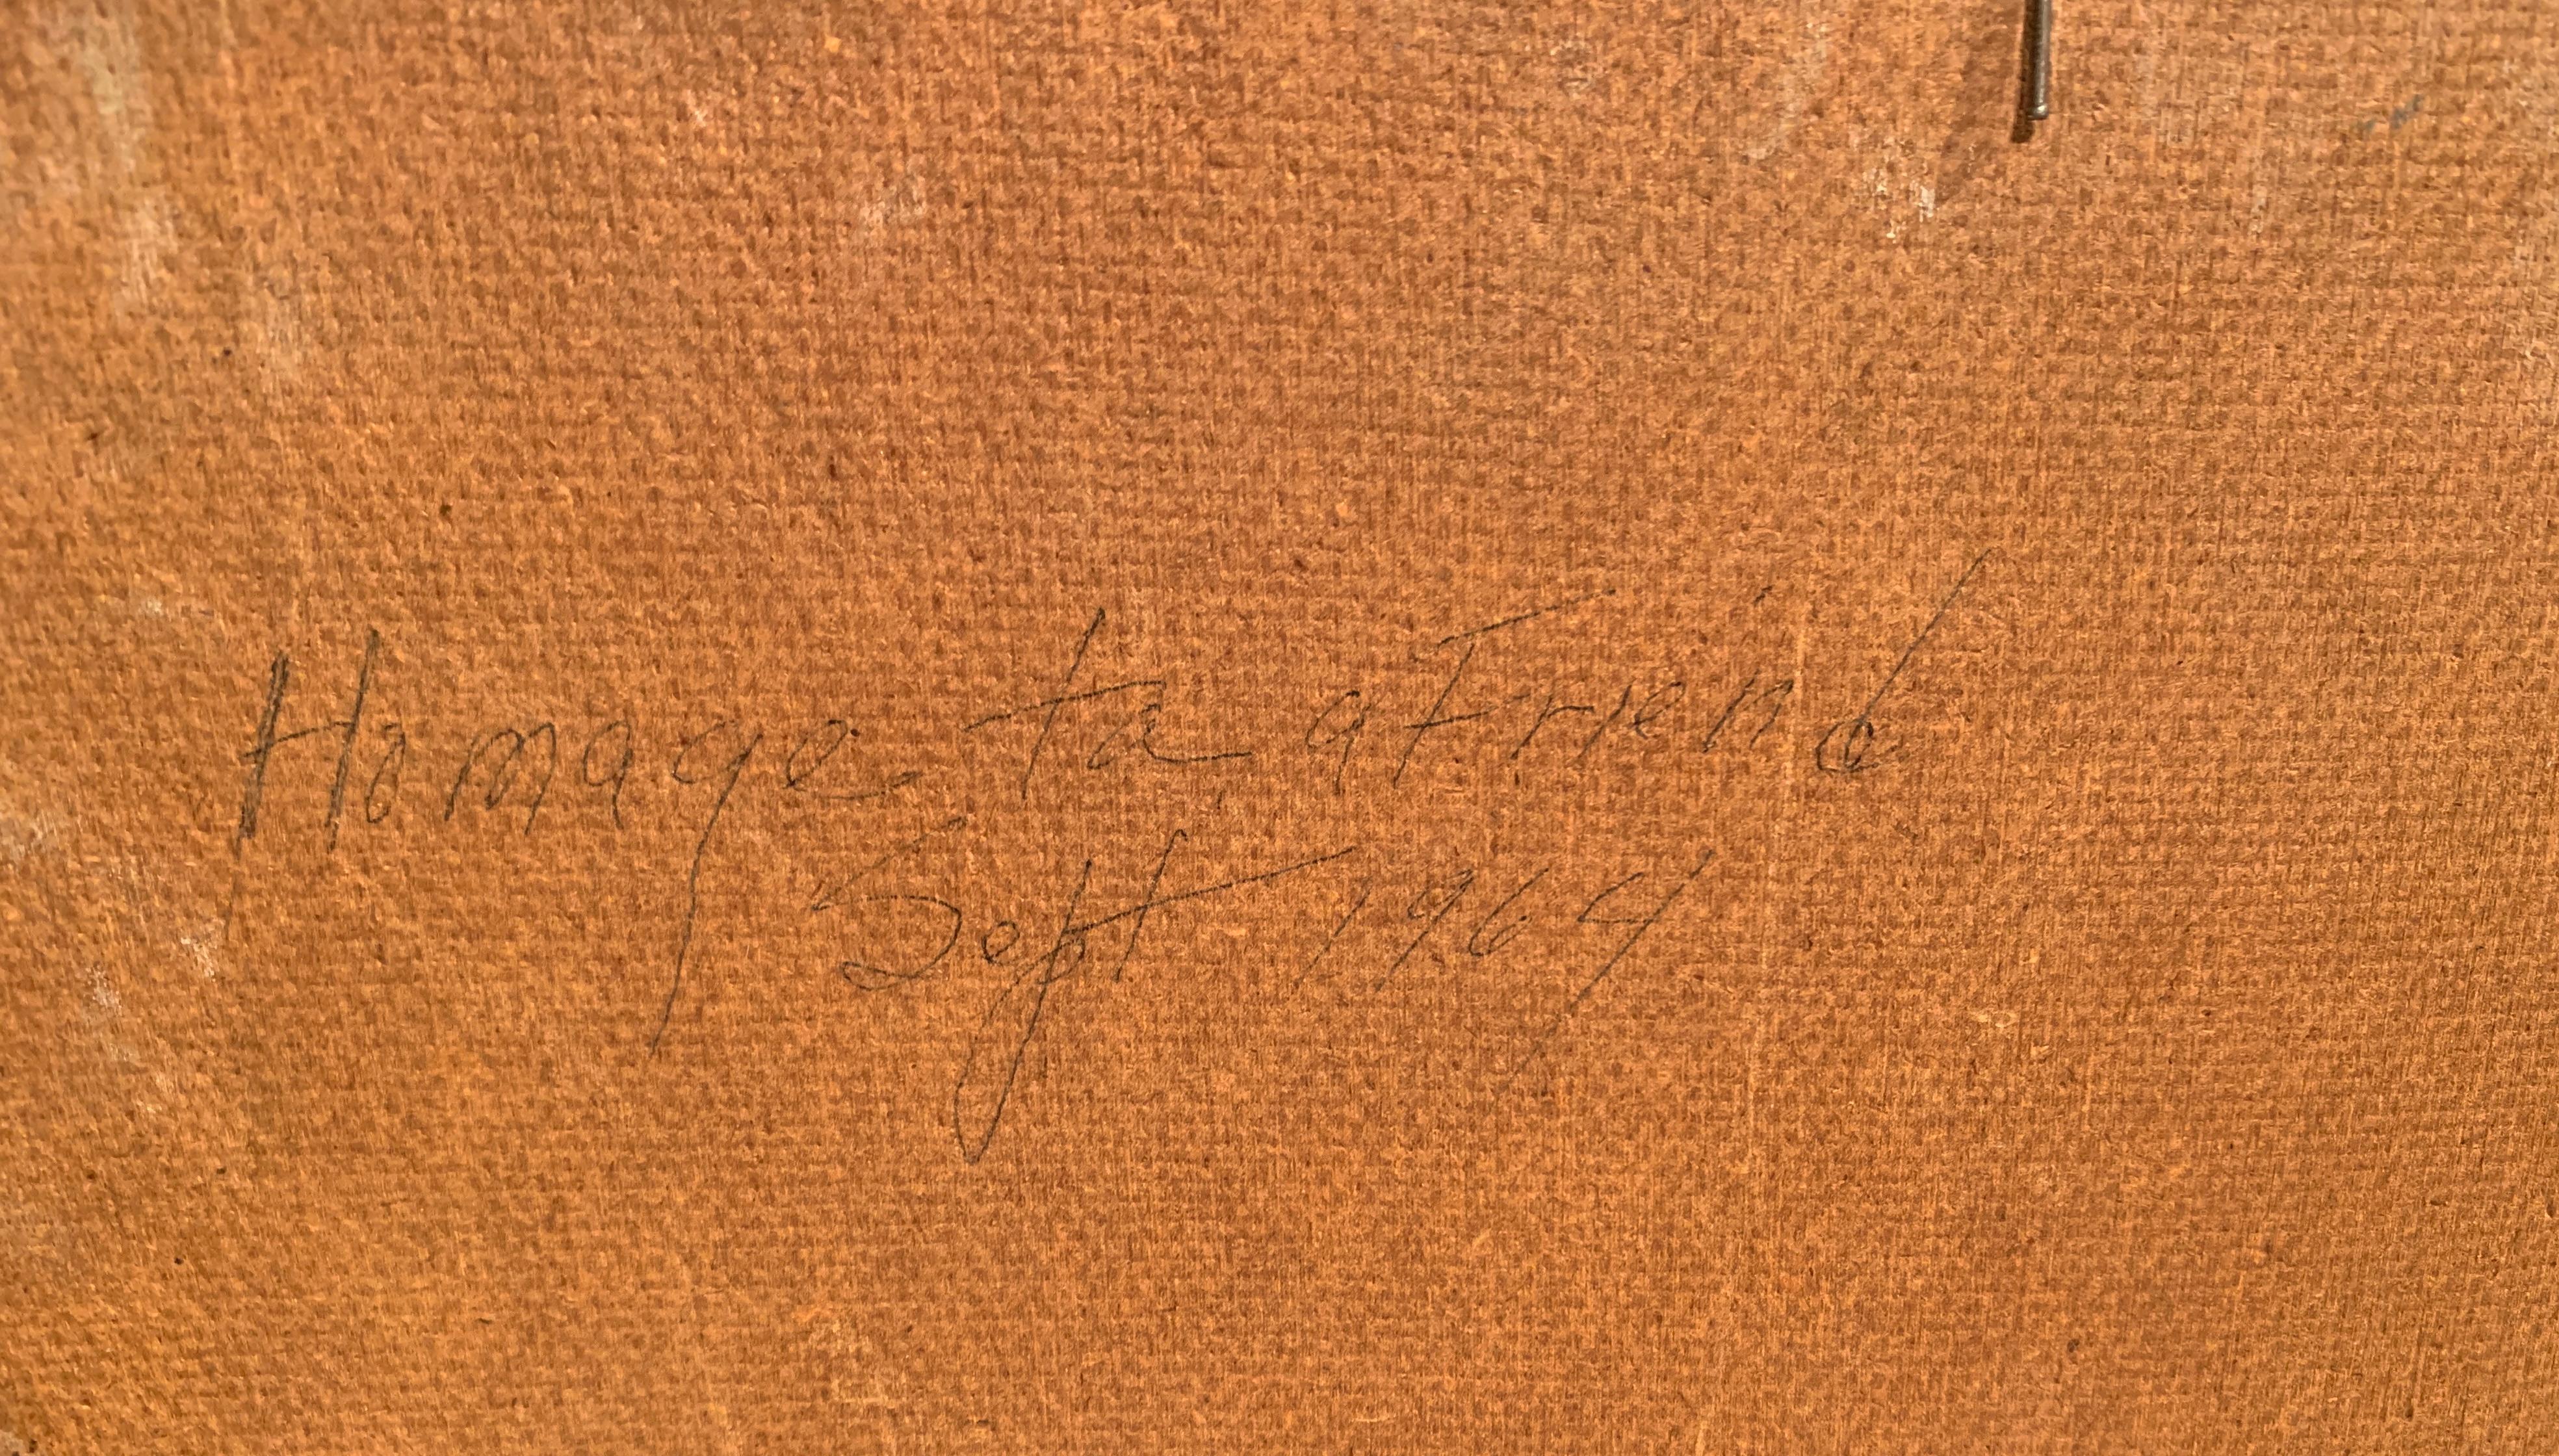 Homage to a Friend
Sept 1964